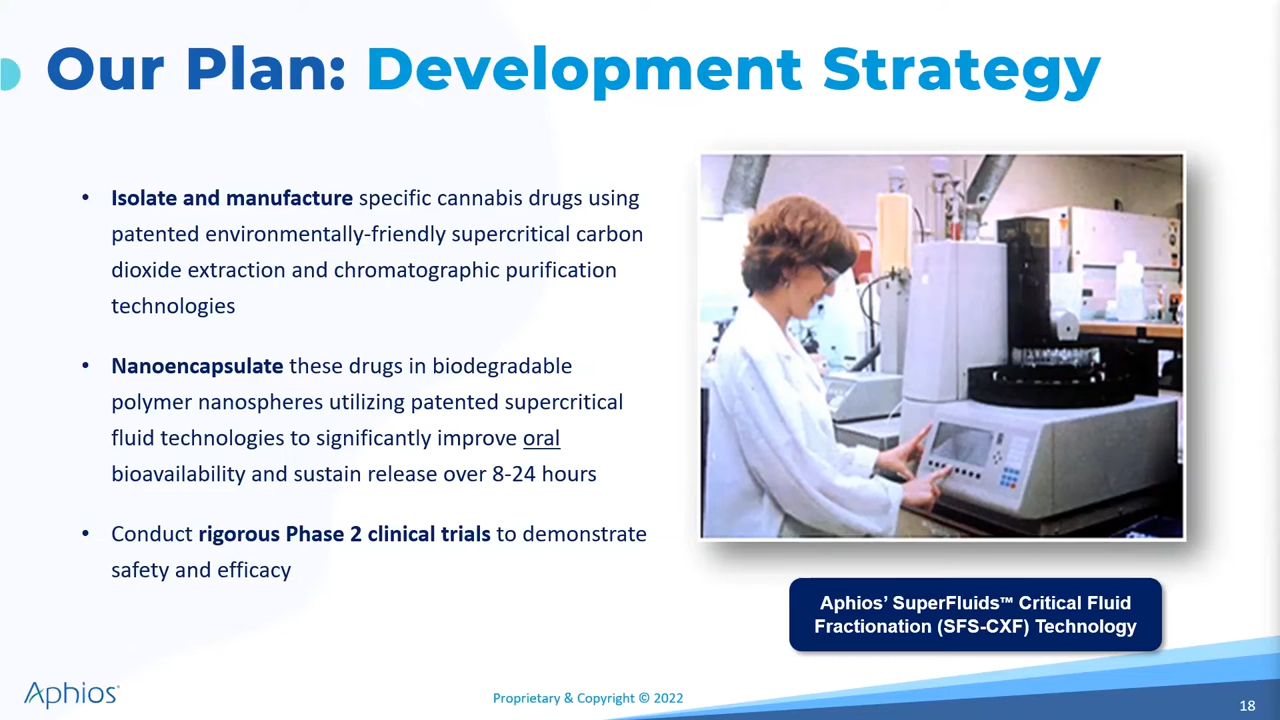 Our Plan: Development Strategy
• Isolate and manufacture specific cannabis drugs using
patented environmentally-friendly supercritical carbon
dioxide extraction and chromatographic purification
technologies
• Nanoencapsulate these drugs in biodegradable
polymer nanospheres utilizing patented supercritical
fluid technologies to significantly improve oral
bioavailability and sustain release over 8-24 hours
• Conduct rigorous Phase 2 clinical trials to demonstrate
safety and efficacy
Aphios’ SuperFluids™ Critical Fluid
Fractionation (SFS-CXF) Technology
Aphios®
Proprietary & Copyright © 2022
18